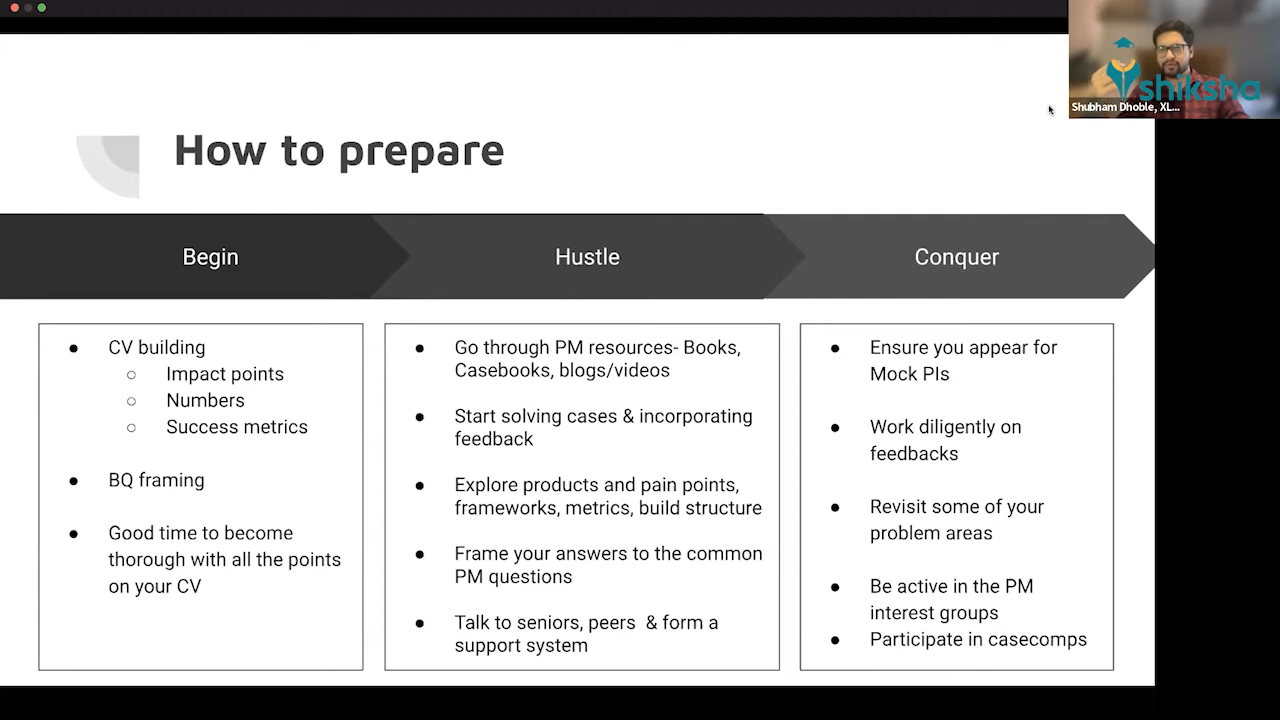 shiksha
Shubham Dhoble, XL...
How to prepare
Begin
Hustle
Conquer
CV building
Impact points
Numbers
Success metrics
BQ framing
Good time to become
thorough with all the points
on your CV
Go through PM resources- Books,
Casebooks, blogs/videos
Start solving cases & incorporating
feedback
Explore products and pain points,
frameworks, metrics, build structure
Frame your answers to the common
PM questions
Talk to seniors, peers & form a
support system
Ensure you appear for
Mock PIs
Work diligently on
feedbacks
Revisit some of your
problem areas
Be active in the PM
interest groups
Participate in casecomps